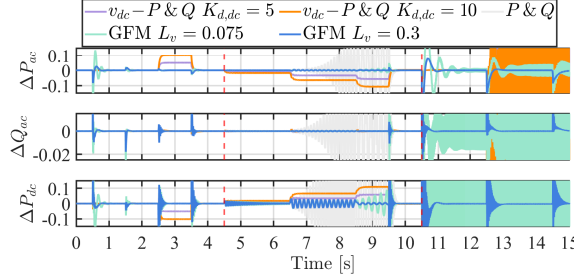 v_dc−P & Q K_d,dc = 5 v_dc−P & Q K_d,dc = 10 P & Q
GFM L_v = 0.075 GFM L_v = 0.3
ΔP_ac
0.1
0
-0.1
ΔQ_ac
0
-0.02
ΔP_dc
0.1
0
-0.1
0 1 2 3 4 5 6 7 8 9 10 11 12 13 14 15
Time [s]